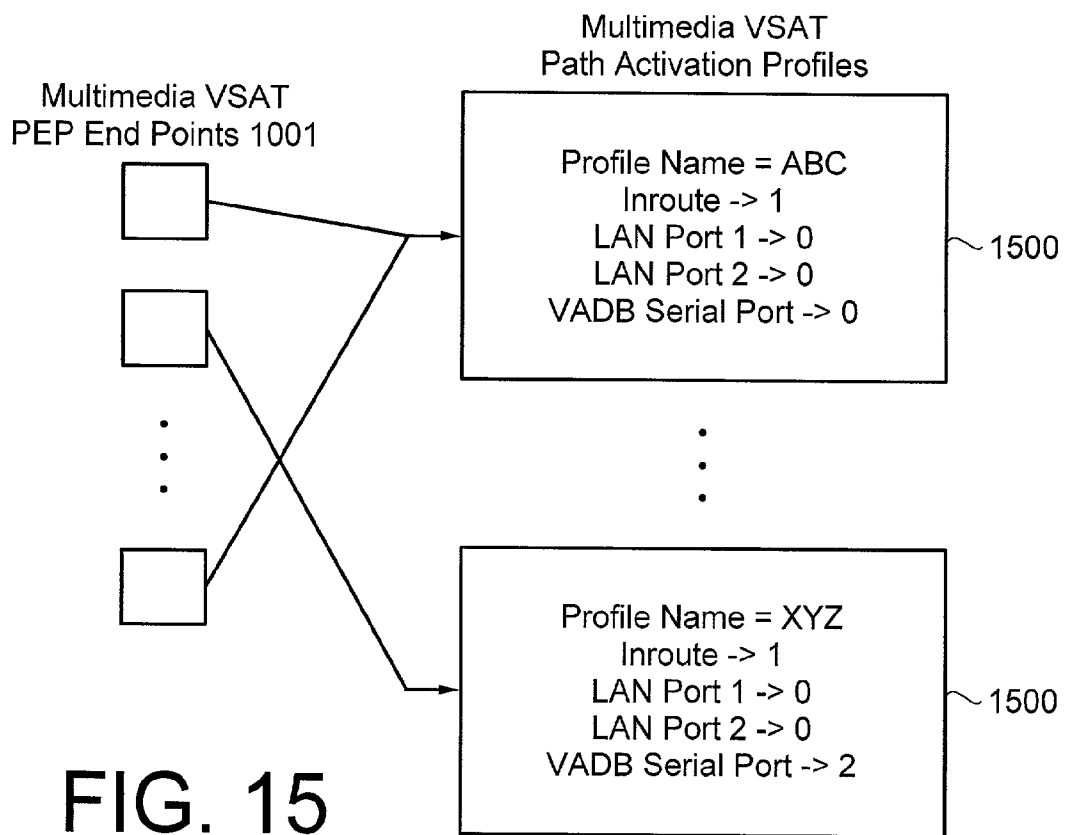 Multimedia VSAT
Path Activation Profiles
Multimedia VSAT
PEP End Points 1001
Profile Name = ABC
Inroute -> 1
LAN Port 1 -> 0
LAN Port 2 -> 0
VADB Serial Port -> 0
1500
Profile Name = XYZ
Inroute -> 1
LAN Port 1 -> 0
LAN Port 2 -> 0
VADB Serial Port -> 2
1500
FIG. 15